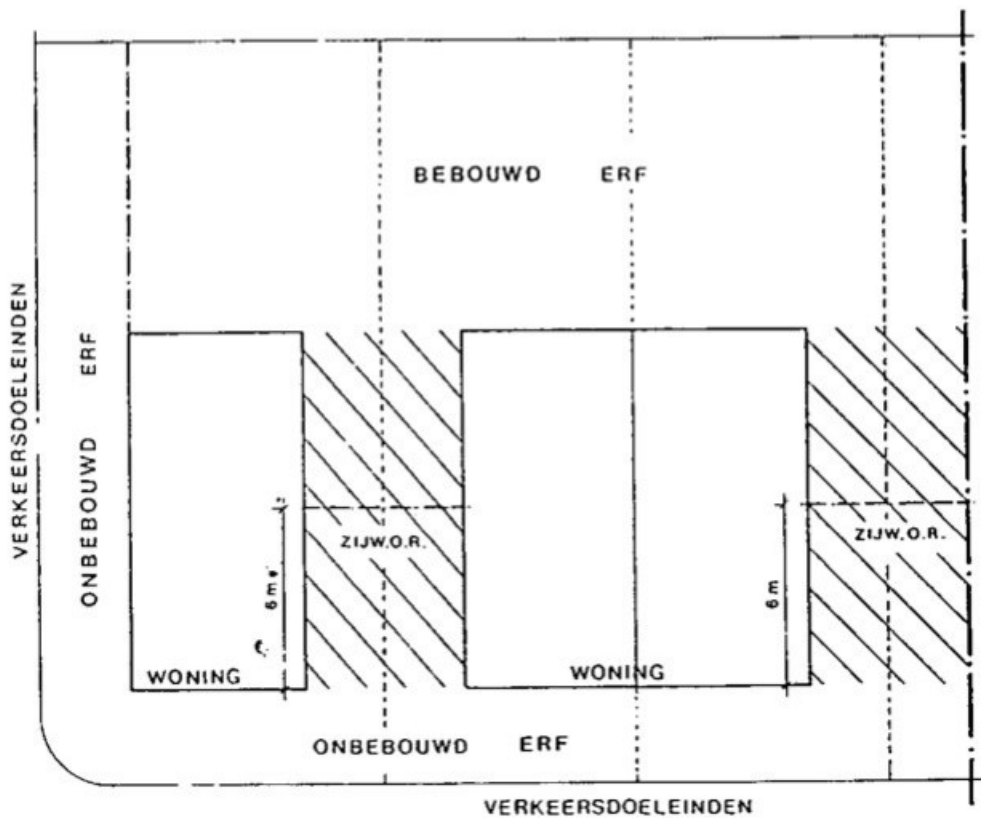 BEBOUWD ERF
VERKEERSDOELEINDEN
ONBEBOUWD ERF
ZIJW.O.R.
ZIJW.O.R.
6 m
6 m
WONING
WONING
ONBEBOUWD ERF
VERKEERSDOELEINDEN